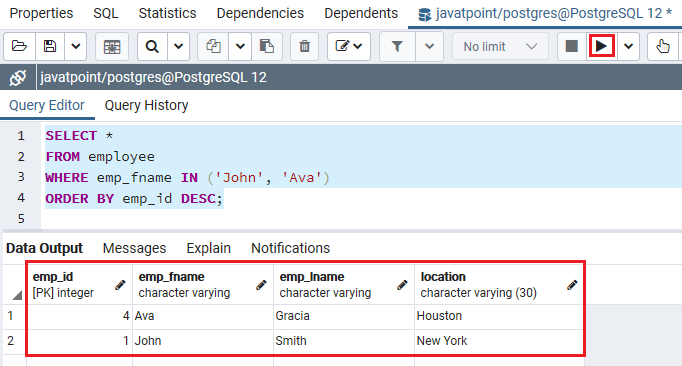 Properties SQL Statistics Dependencies Dependents javatpoint/postgres@PostgreSQL 12 *
No limit
javatpoint/postgres@PostgreSQL 12
Query Editor Query History
1 SELECT *
2 FROM employee
3 WHERE emp_fname IN ('John', 'Ava')
4 ORDER BY emp_id DESC;
5
Data Output Messages Explain Notifications
emp_id emp_fname emp_lname location
[PK] integer character varying character varying character varying (30)
1 4 Ava Gracia Houston
2 1 John Smith New York